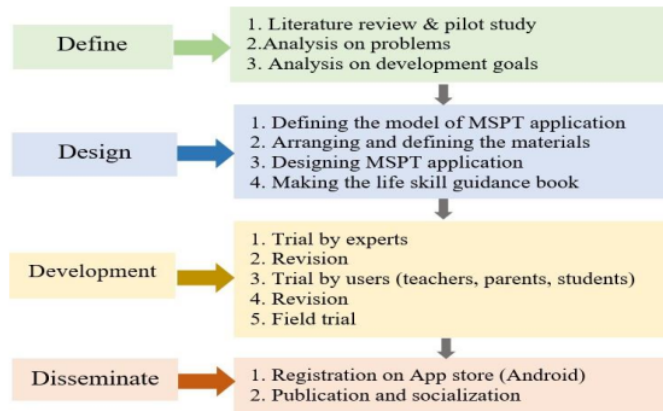 Define
1. Literature review & pilot study
2.Analysis on problems
3. Analysis on development goals
Design
1. Defining the model of MSPT application
2. Arranging and defining the materials
3. Designing MSPT application
4. Making the life skill guidance book
Development
1. Trial by experts
2. Revision
3. Trial by users (teachers, parents, students)
4. Revision
5. Field trial
Disseminate
1. Registration on App store (Android)
2. Publication and socialization